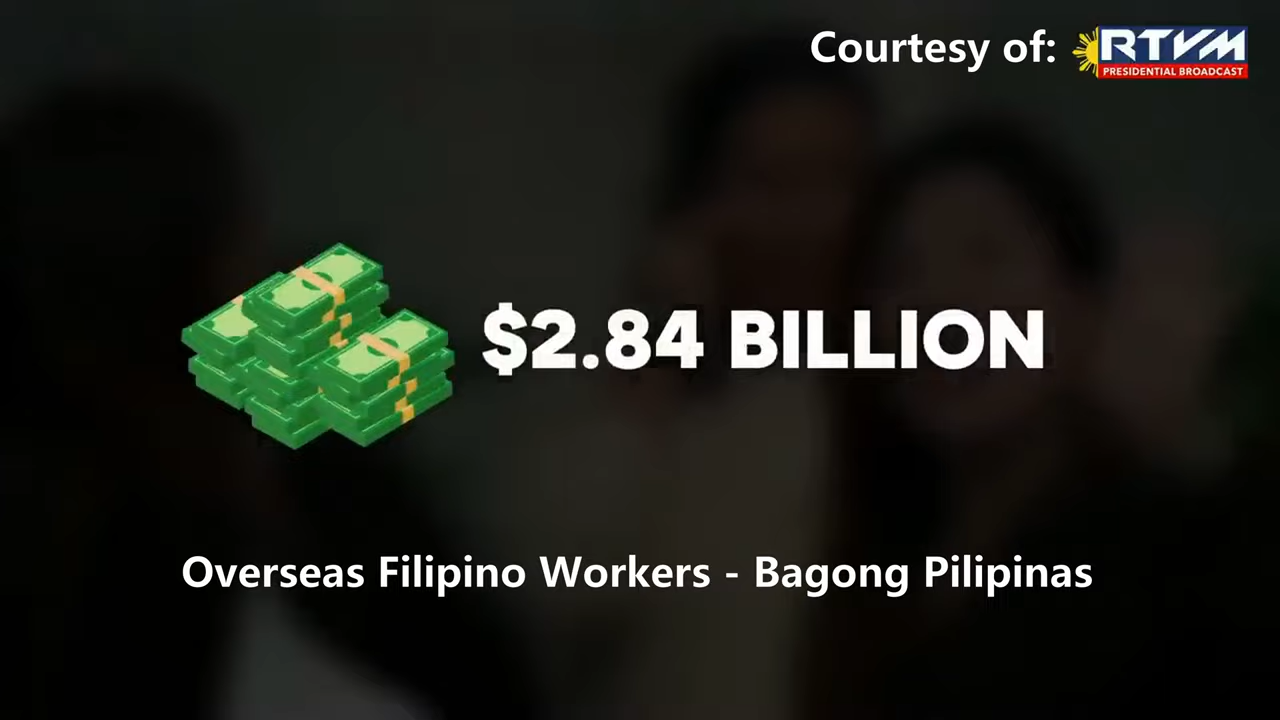 Courtesy of: RTVM
PRESIDENTIAL BROADCAST
$2.84 BILLION
Overseas Filipino Workers - Bagong Pilipinas